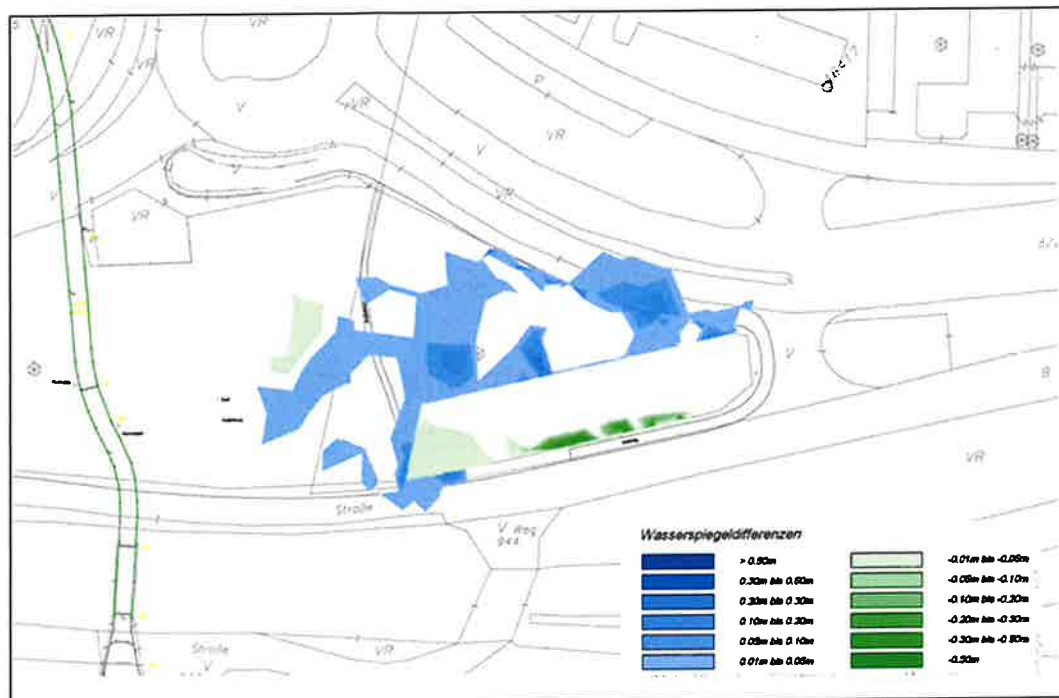 VR
VR
VR
V
VR
P
VR
V
V
V
VR
VR
V
B
VR
Straße
V Weg
944
Straße
V
VR
Wasserspiegeldifferenzen
> 0.50m
0.30m bis 0.50m
0.20m bis 0.30m
0.10m bis 0.20m
0.05m bis 0.10m
0.01m bis 0.05m
-0.01m bis -0.05m
-0.05m bis -0.10m
-0.10m bis -0.20m
-0.20m bis -0.30m
-0.30m bis -0.50m
-0.50m